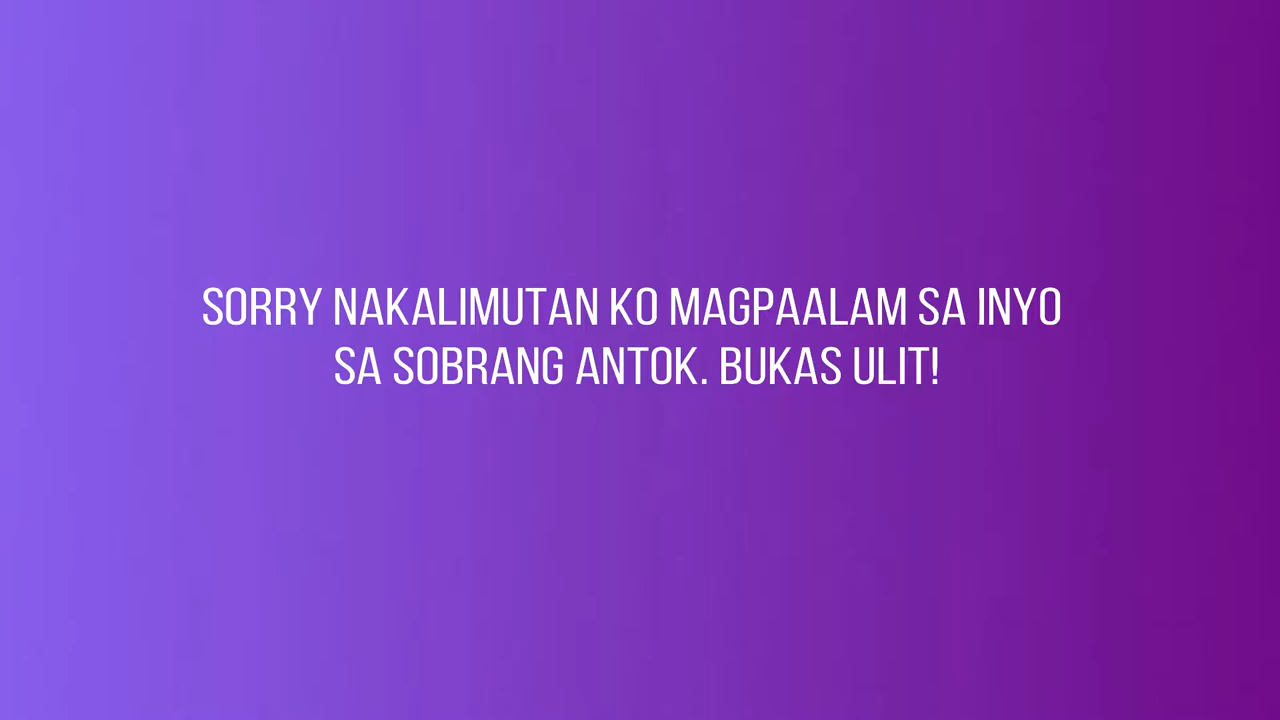 SORRY NAKALIMUTAN KO MAGPAALAM SA INYO
SA SOBRANG ANTOK. BUKAS ULIT!